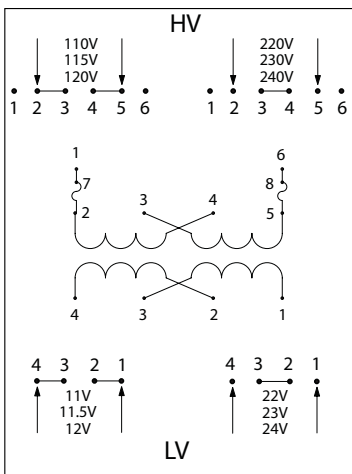 HV
110V 220V
115V 230V
120V 240V
1 2 3 4 5 6 1 2 3 4 5 6
1 6
7 8
2 3 4 5
4 3 2 1
4 3 2 1 4 3 2 1
11V 22V
11.5V 23V
12V 24V
LV